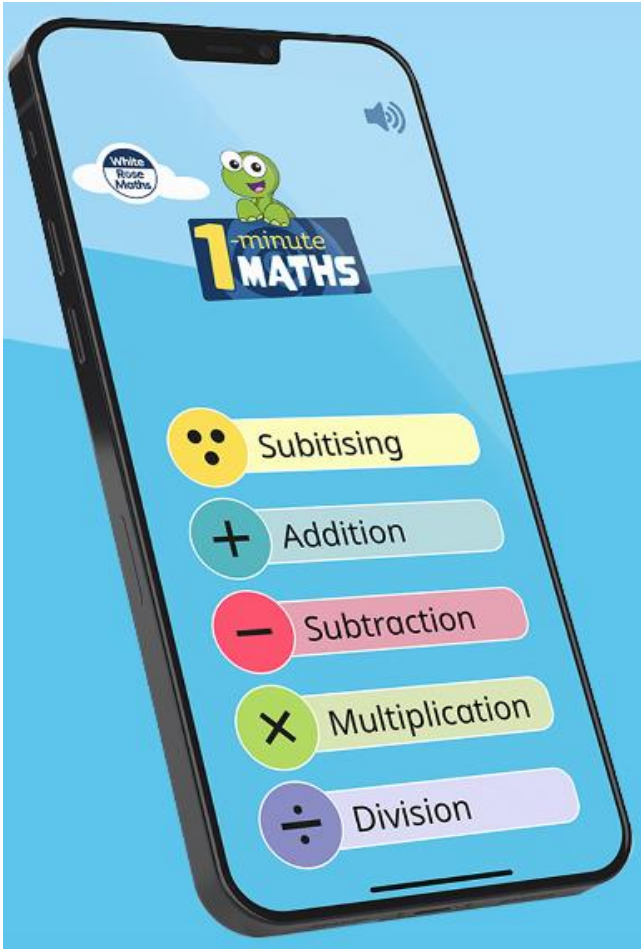 White
Rose
Maths
1-minute
MATHS
Subitising
+ Addition
− Subtraction
× Multiplication
÷ Division